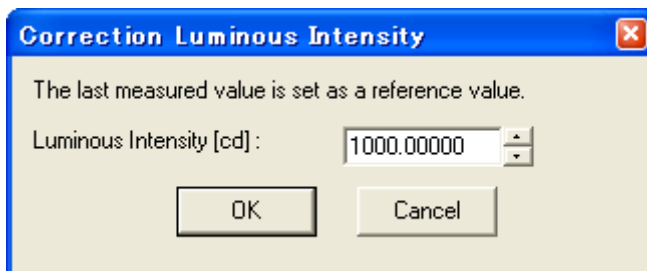 Correction Luminous Intensity
The last measured value is set as a reference value.
Luminous Intensity [cd] : 1000.00000
OK Cancel